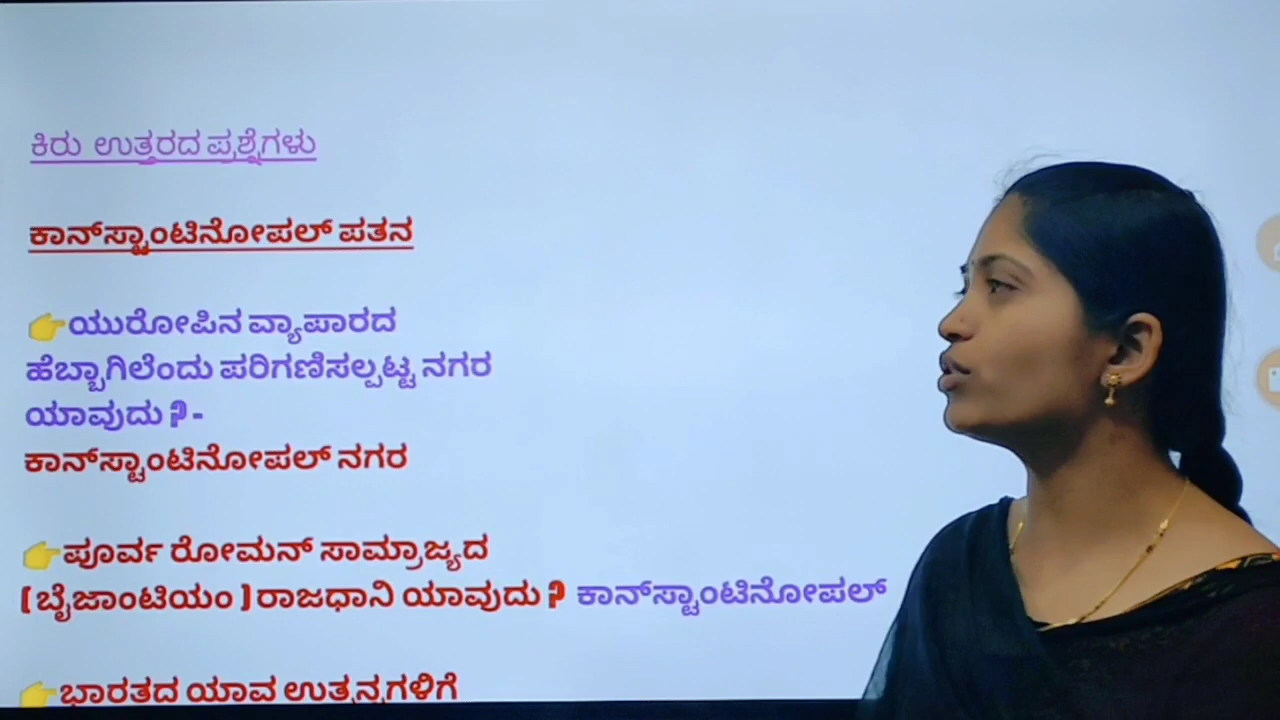 ಕಿರು ಉತ್ತರದ ಪ್ರಶ್ನೆಗಳು
ಕಾನ್‌ಸ್ಟಾಂಟಿನೋಪಲ್ ಪತನ
👉ಯುರೋಪಿನ ವ್ಯಾಪಾರದ
ಹೆಬ್ಬಾಗಿಲೆಂದು ಪರಿಗಣಿಸಲ್ಪಟ್ಟ ನಗರ
ಯಾವುದು ? -
ಕಾನ್‌ಸ್ಟಾಂಟಿನೋಪಲ್ ನಗರ
👉ಪೂರ್ವ ರೋಮನ್ ಸಾಮ್ರಾಜ್ಯದ
( ಬೈಜಾಂಟಿಯಂ ) ರಾಜಧಾನಿ ಯಾವುದು ? ಕಾನ್‌ಸ್ಟಾಂಟಿನೋಪಲ್
👉ಭಾರತದ ಯಾವ ಉತ್ಪನ್ನಗಳಿಗೆ